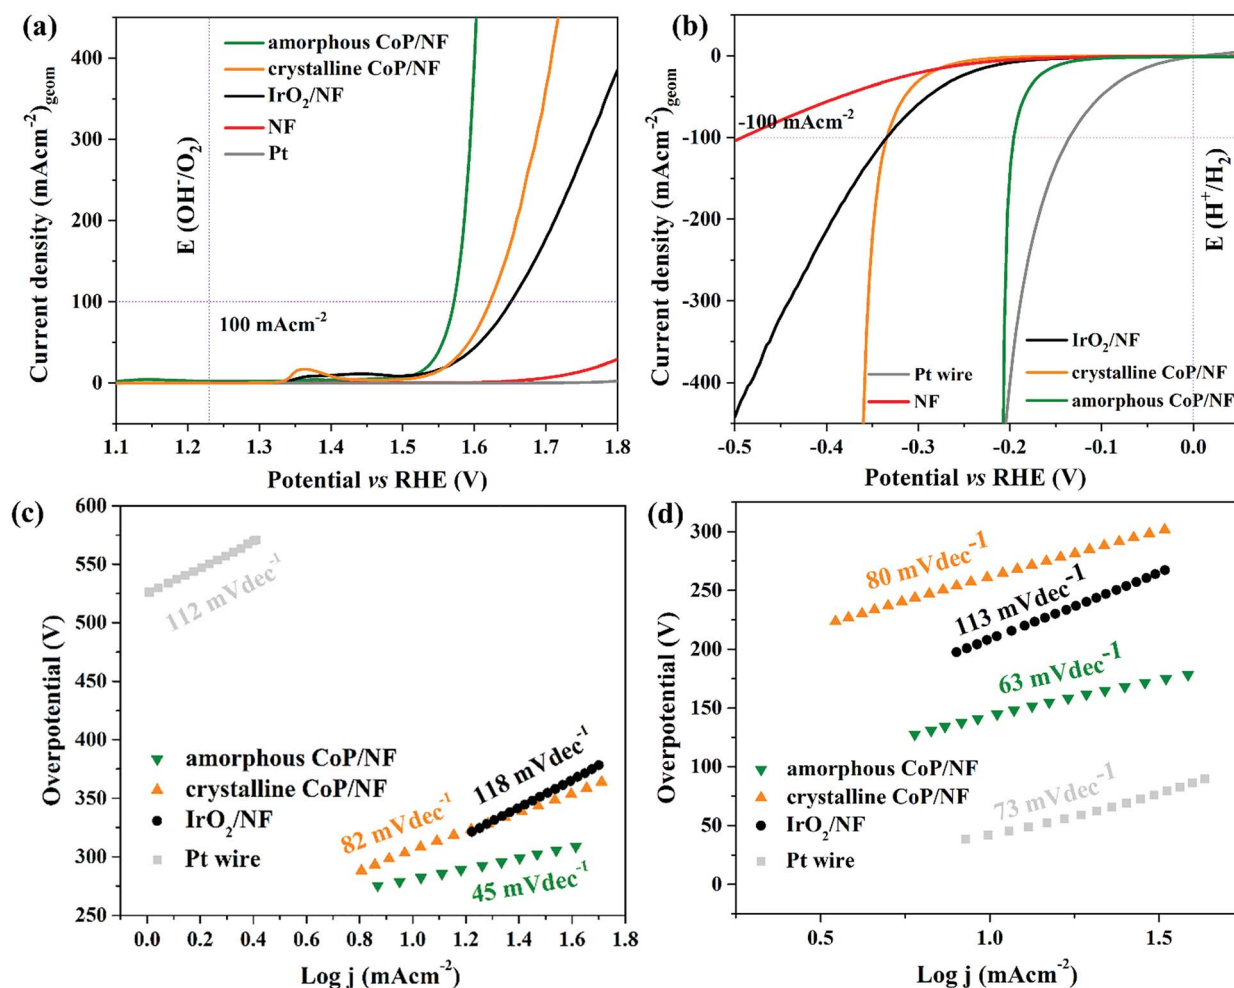 (a)
amorphous CoP/NF
crystalline CoP/NF
IrO₂/NF
NF
Pt
E (OH⁻/O₂)
100 mAcm⁻²
400
300
200
100
0
Current density (mAcm⁻²)geom
1.1 1.2 1.3 1.4 1.5 1.6 1.7 1.8
Potential vs RHE (V)
(b)
-100 mAcm⁻²
E (H⁺/H₂)
IrO₂/NF
Pt wire
crystalline CoP/NF
NF
amorphous CoP/NF
0
-100
-200
-300
-400
Current density (mAcm⁻²)geom
-0.5 -0.4 -0.3 -0.2 -0.1 0.0
Potential vs RHE (V)
(c)
112 mVdec⁻¹
amorphous CoP/NF
crystalline CoP/NF
IrO₂/NF
Pt wire
118 mVdec⁻¹
82 mVdec⁻¹
45 mVdec⁻¹
600
550
500
450
400
350
300
250
Overpotential (V)
0.0 0.2 0.4 0.6 0.8 1.0 1.2 1.4 1.6 1.8
Log j (mAcm⁻²)
(d)
80 mVdec⁻¹
113 mVdec⁻¹
63 mVdec⁻¹
amorphous CoP/NF
crystalline CoP/NF
IrO₂/NF
Pt wire
73 mVdec⁻¹
300
250
200
150
100
50
0
Overpotential (V)
0.5 1.0 1.5
Log j (mAcm⁻²)